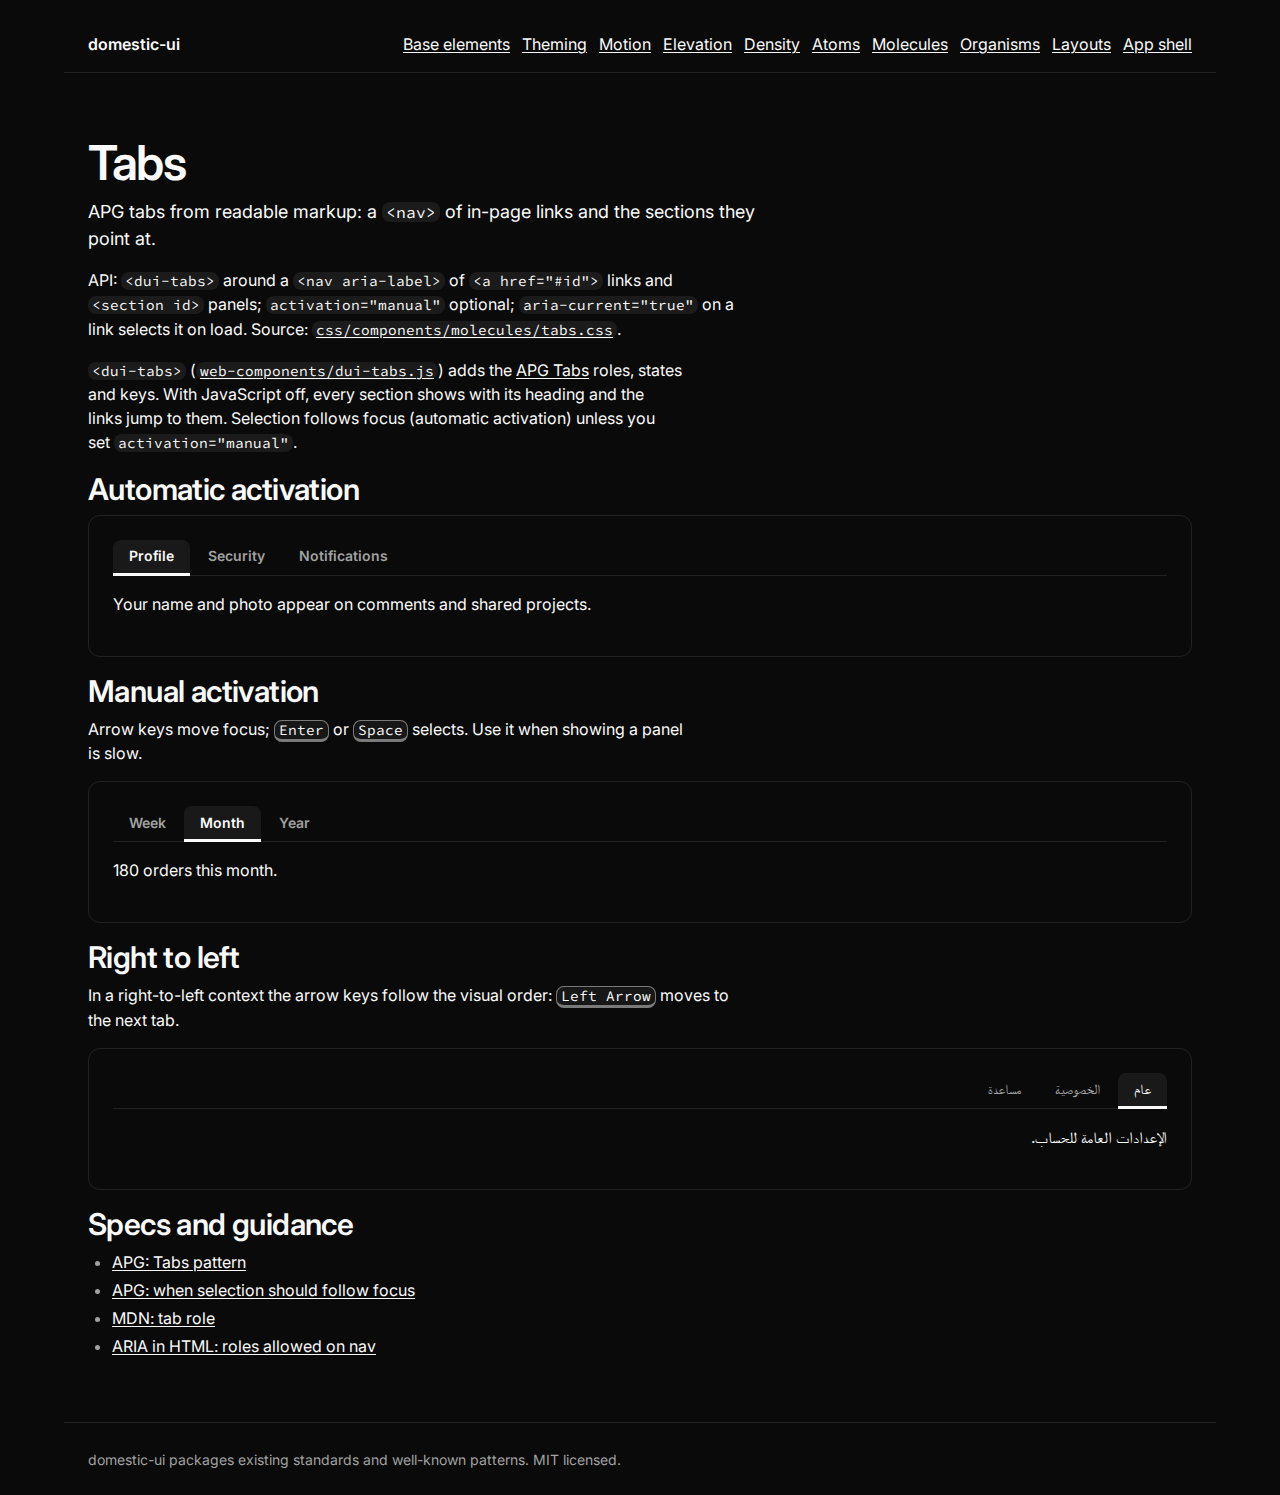 domestic-ui
Base elements Theming Motion Elevation Density Atoms Molecules Organisms Layouts App shell
Tabs
APG tabs from readable markup: a <nav> of in-page links and the sections they
point at.
API: <dui-tabs> around a <nav aria-label> of <a href="#id"> links and
<section id> panels; activation="manual" optional; aria-current="true" on a
link selects it on load. Source: css/components/molecules/tabs.css.
<dui-tabs> (web-components/dui-tabs.js) adds the APG Tabs roles, states
and keys. With JavaScript off, every section shows with its heading and the
links jump to them. Selection follows focus (automatic activation) unless you
set activation="manual".
Automatic activation
Profile Security Notifications
Your name and photo appear on comments and shared projects.
Manual activation
Arrow keys move focus; Enter or Space selects. Use it when showing a panel
is slow.
Week Month Year
180 orders this month.
Right to left
In a right-to-left context the arrow keys follow the visual order: Left Arrow moves to
the next tab.
عام الخصوصية مساعدة
الإعدادات العامة للحساب.
Specs and guidance
APG: Tabs pattern
APG: when selection should follow focus
MDN: tab role
ARIA in HTML: roles allowed on nav
domestic-ui packages existing standards and well-known patterns. MIT licensed.